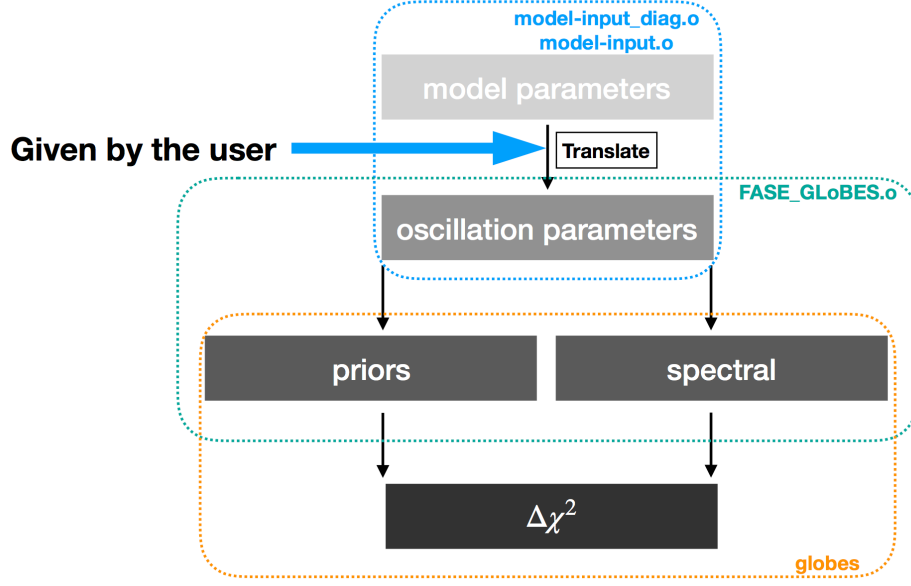 model-input_diag.o
model-input.o
model parameters
Given by the user
Translate
FASE_GLoBES.o
oscillation parameters
priors
spectral
Δχ²
globes